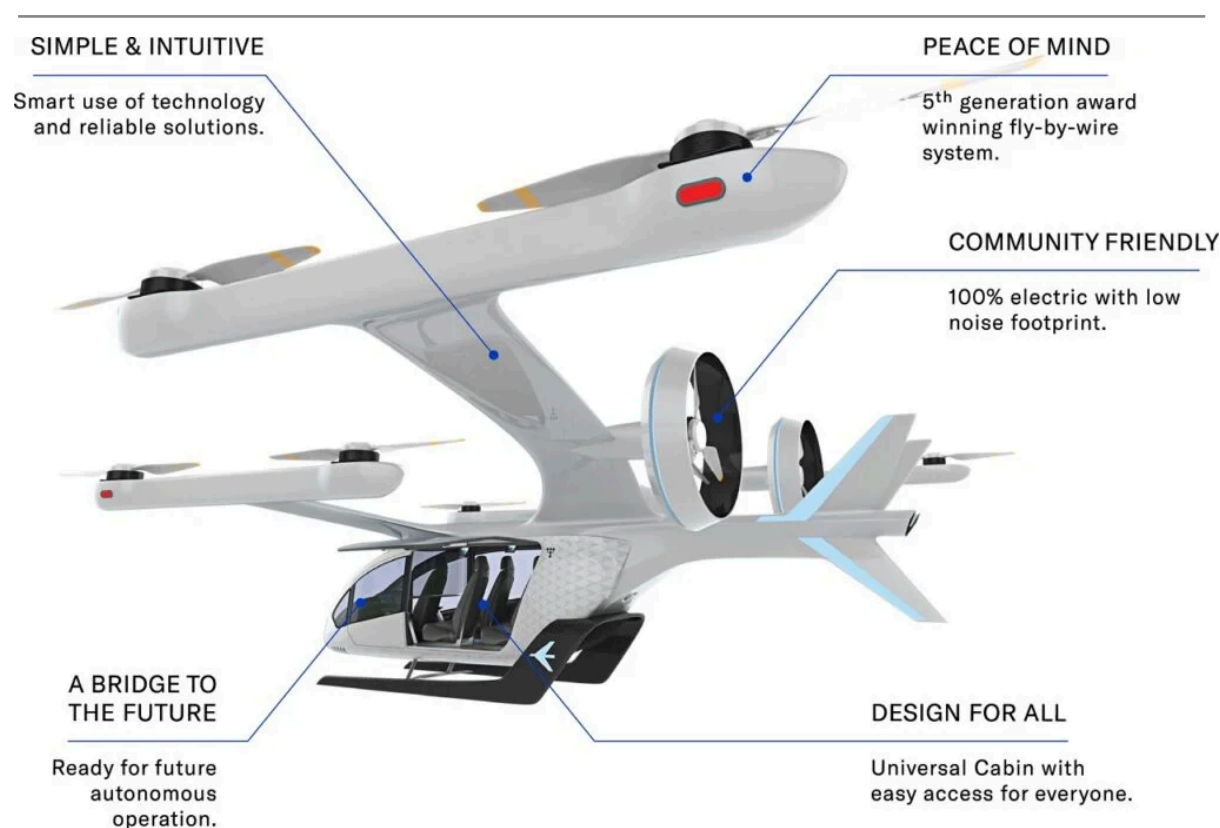 SIMPLE & INTUITIVE
Smart use of technology
and reliable solutions.
PEACE OF MIND
5th generation award
winning fly-by-wire
system.
COMMUNITY FRIENDLY
100% electric with low
noise footprint.
A BRIDGE TO
THE FUTURE
Ready for future
autonomous
operation.
DESIGN FOR ALL
Universal Cabin with
easy access for everyone.